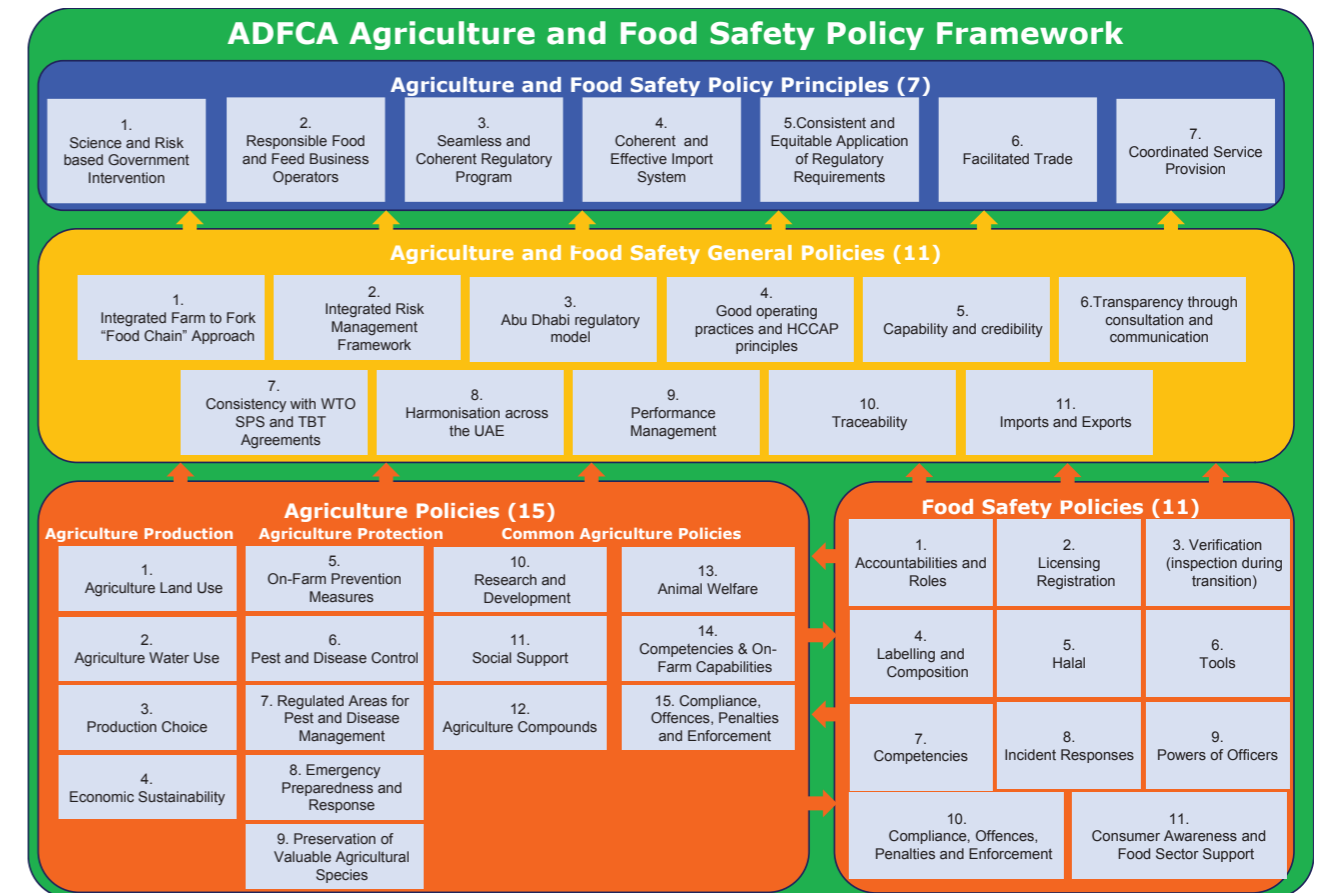 ADFCA Agriculture and Food Safety Policy Framework
Agriculture and Food Safety Policy Principles (7)
1.
Science and Risk
based Government
Intervention
2.
Responsible Food
and Feed Business
Operators
3.
Seamless and
Coherent Regulatory
Program
4.
Coherent and
Effective Import
System
5.Consistent and
Equitable Application
of Regulatory
Requirements
6.
Facilitated Trade
7.
Coordinated Service
Provision
Agriculture and Food Safety General Policies (11)
1.
Integrated Farm to Fork
“Food Chain” Approach
2.
Integrated Risk
Management
Framework
3.
Abu Dhabi regulatory
model
4.
Good operating
practices and HCCAP
principles
5.
Capability and credibility
6.Transparency through
consultation and
communication
7.
Consistency with WTO
SPS and TBT
Agreements
8.
Harmonisation across
the UAE
9.
Performance
Management
10.
Traceability
11.
Imports and Exports
Agriculture Policies (15)
Agriculture Production
1.
Agriculture Land Use
2.
Agriculture Water Use
3.
Production Choice
4.
Economic Sustainability
Agriculture Protection
5.
On-Farm Prevention
Measures
6.
Pest and Disease Control
7. Regulated Areas for
Pest and Disease
Management
8. Emergency
Preparedness and
Response
9. Preservation of
Valuable Agricultural
Species
Common Agriculture Policies
10.
Research and
Development
11.
Social Support
12.
Agriculture Compounds
13.
Animal Welfare
14.
Competencies & On-
Farm Capabilities
15. Compliance,
Offences, Penalties
and Enforcement
Food Safety Policies (11)
1.
Accountabilities and
Roles
2.
Licensing
Registration
3. Verification
(inspection during
transition)
4.
Labelling and
Composition
5.
Halal
6.
Tools
7.
Competencies
8.
Incident Responses
9.
Powers of Officers
10.
Compliance, Offences,
Penalties and Enforcement
11.
Consumer Awareness and
Food Sector Support